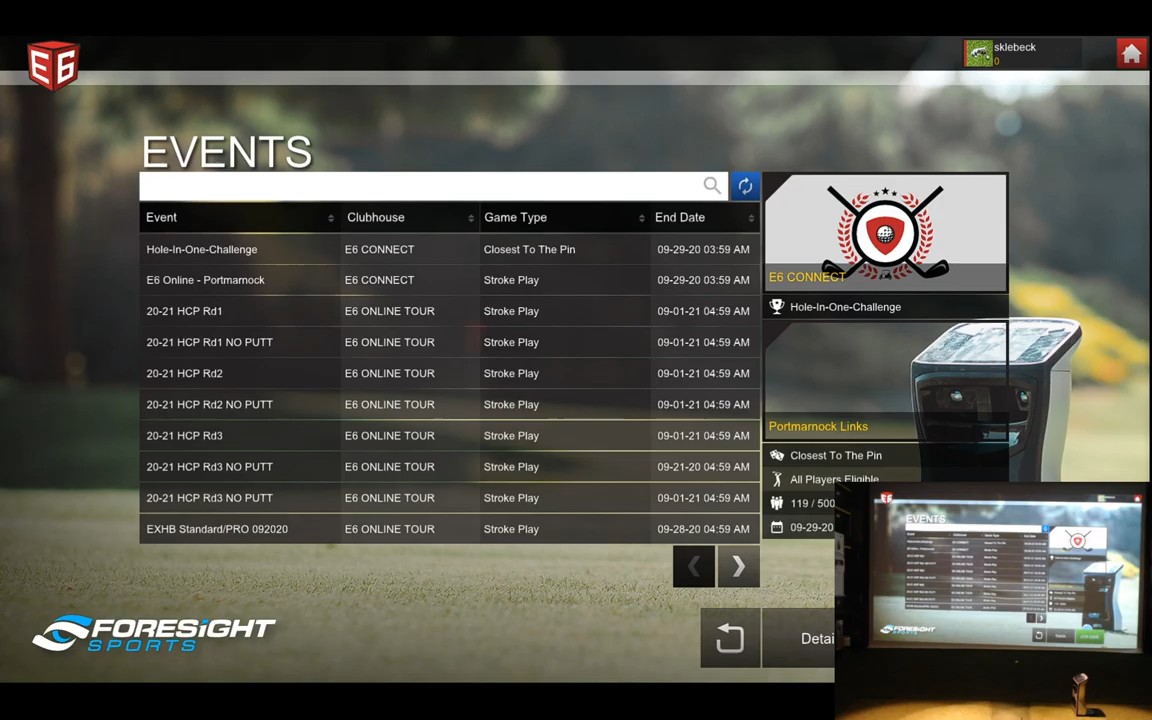 E6
sklebeck
0
EVENTS
Event Clubhouse Game Type End Date
Hole-In-One-Challenge E6 CONNECT Closest To The Pin 09-29-20 03:59 AM
E6 Online - Portmarnock E6 CONNECT Stroke Play 09-29-20 03:59 AM
20-21 HCP Rd1 E6 ONLINE TOUR Stroke Play 09-01-21 04:59 AM
20-21 HCP Rd1 NO PUTT E6 ONLINE TOUR Stroke Play 09-01-21 04:59 AM
20-21 HCP Rd2 E6 ONLINE TOUR Stroke Play 09-01-21 04:59 AM
20-21 HCP Rd2 NO PUTT E6 ONLINE TOUR Stroke Play 09-01-21 04:59 AM
20-21 HCP Rd3 E6 ONLINE TOUR Stroke Play 09-01-21 04:59 AM
20-21 HCP Rd3 NO PUTT E6 ONLINE TOUR Stroke Play 09-21-20 04:59 AM
20-21 HCP Rd3 NO PUTT E6 ONLINE TOUR Stroke Play 09-01-21 04:59 AM
EXHB Standard/PRO 092020 E6 ONLINE TOUR Stroke Play 09-28-20 04:59 AM
E6 CONNECT
Hole-In-One-Challenge
Portmarnock Links
Closest To The Pin
All Players Eligible
119 / 500
09-29-20
Detai
FORESIGHT
SPORTS
E6
EVENTS
FORESIGHT
SPORTS